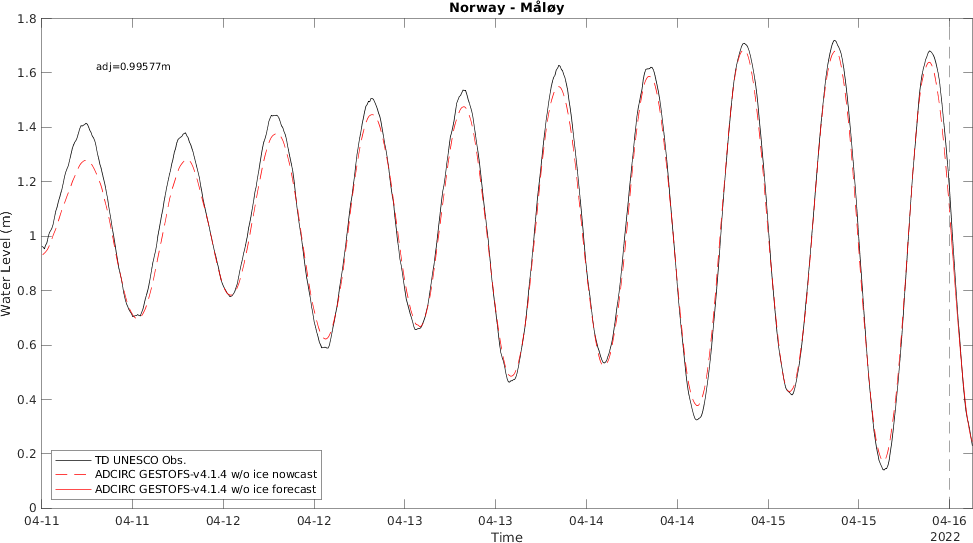 Norway - Måløy
adj=0.99577m
Water Level (m)
1.8
1.6
1.4
1.2
1
0.8
0.6
0.4
0.2
0
TD UNESCO Obs.
ADCIRC GESTOFS-v4.1.4 w/o ice nowcast
ADCIRC GESTOFS-v4.1.4 w/o ice forecast
04-11 04-11 04-12 04-12 04-13 04-13 04-14 04-14 04-15 04-15 04-16
Time 2022